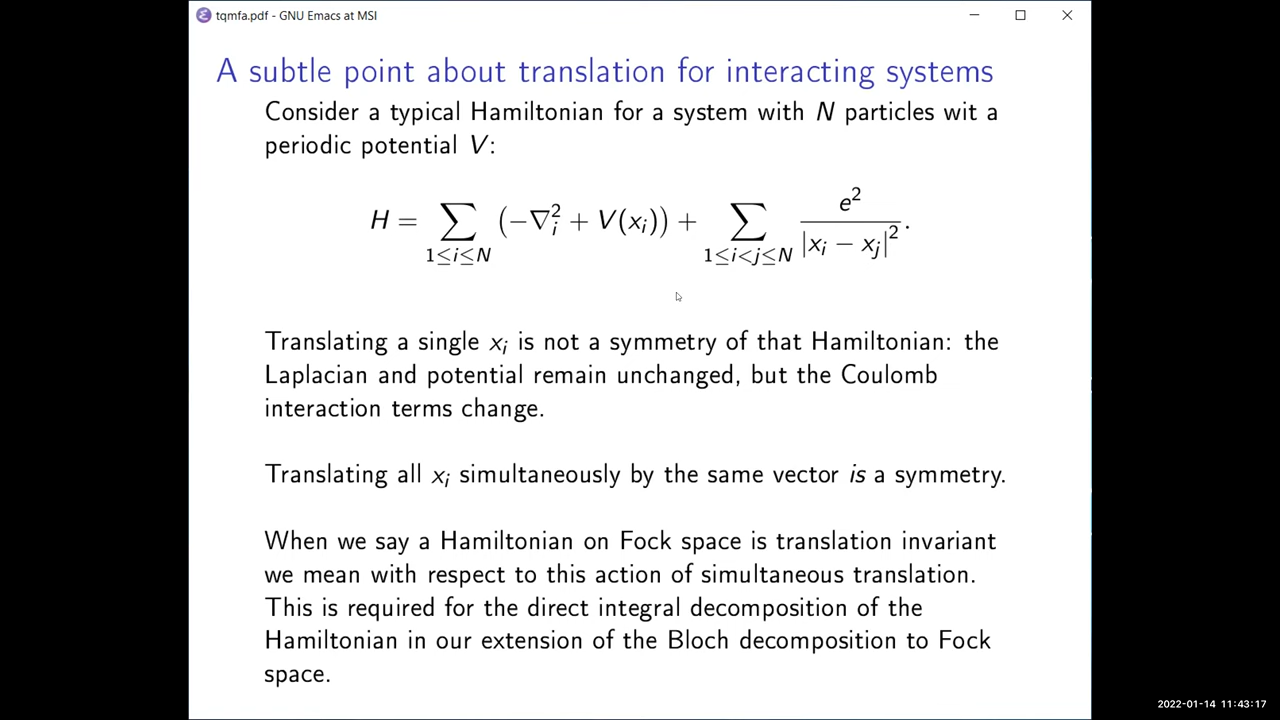 tqmfa.pdf - GNU Emacs at MSI
A subtle point about translation for interacting systems
Consider a typical Hamiltonian for a system with N particles wit a
periodic potential V:
H = ∑_{1≤i≤N} (−∇_i^2 + V(x_i)) + ∑_{1≤i<j≤N} e^2 / |x_i − x_j|^2 .
Translating a single x_i is not a symmetry of that Hamiltonian: the
Laplacian and potential remain unchanged, but the Coulomb
interaction terms change.
Translating all x_i simultaneously by the same vector is a symmetry.
When we say a Hamiltonian on Fock space is translation invariant
we mean with respect to this action of simultaneous translation.
This is required for the direct integral decomposition of the
Hamiltonian in our extension of the Bloch decomposition to Fock
space.
2022-01-14 11:43:17